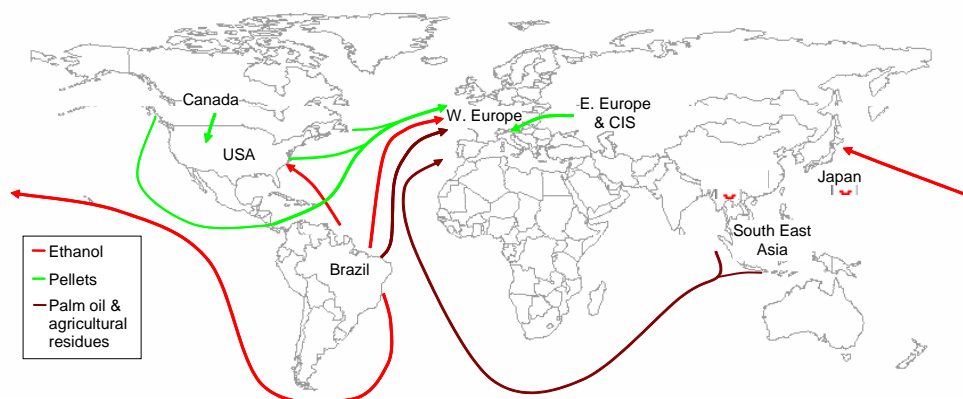 Canada
USA
W. Europe
E. Europe
& CIS
Japan
South East
Asia
Brazil
Ethanol
Pellets
Palm oil &
agricultural
residues